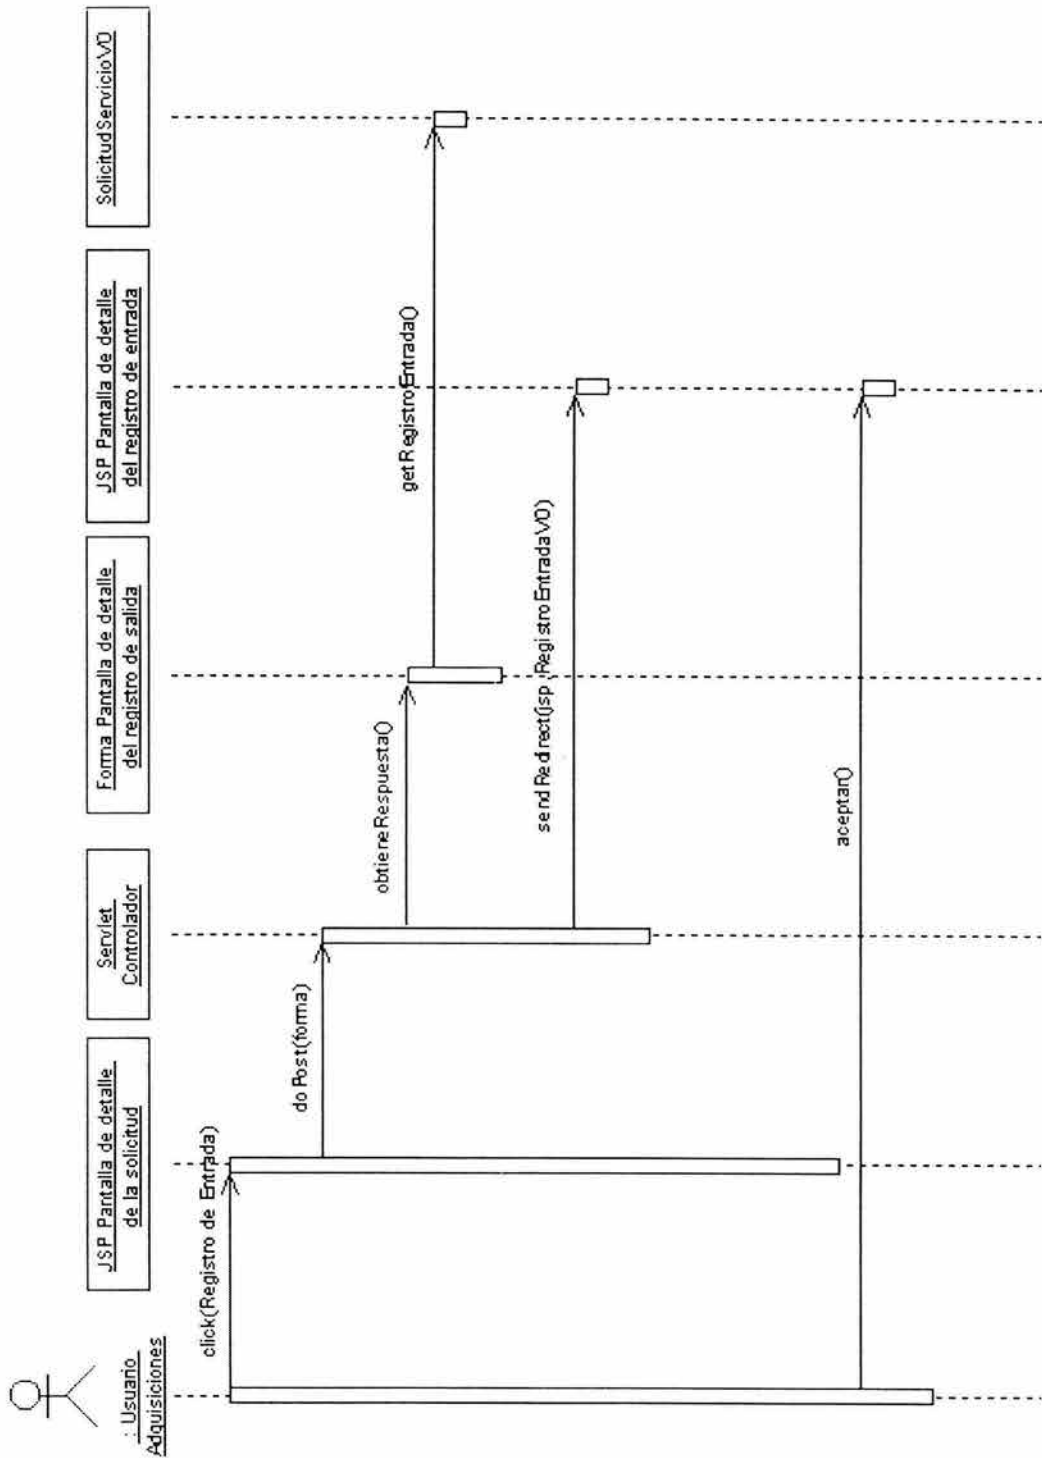 : Usuario
Adquisiciones
JSP Pantalla de detalle
de la solicitud
Servlet
Controlador
Forma Pantalla de detalle
del registro de salida
JSP Pantalla de detalle
del registro de entrada
SolicitudServicioVO
click(Registro de Entrada)
do Post(forma)
obtieneRespuesta()
getRegistroEntrada()
sendRedirect(jsp ,RegistroEntradaVO)
aceptar()